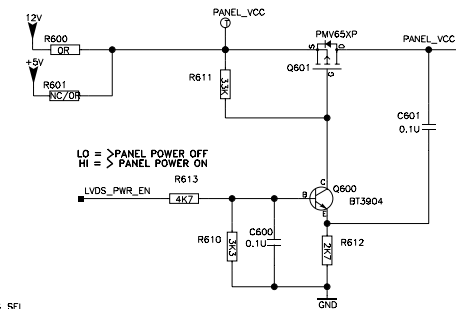 12V
PANEL_VCC
R600
0R
+5V
R601
NC/0R
R611
33K
PMV65XP
S
D
G
Q601
PANEL_VCC
C601
0.1U
LO = >PANEL POWER OFF
HI = > PANEL POWER ON
LVDS_PWR_EN
R613
4K7
B
C
E
Q600
BT3904
R610
3K3
C600
0.1U
R612
2K7
GND
SEL